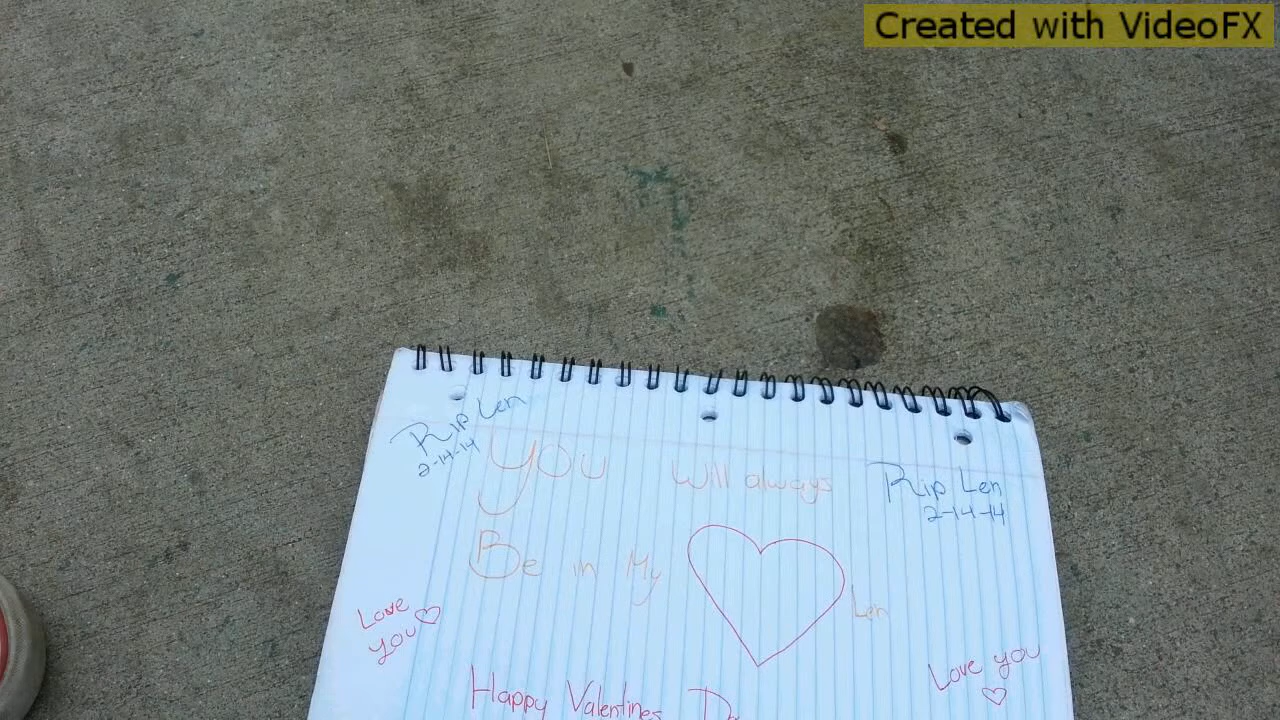 Created with VideoFX
Rip Len
2-14-14
You Will always
Rip Len
2-14-14
Be in My
Len
Love
you
Love you
Happy Valentines